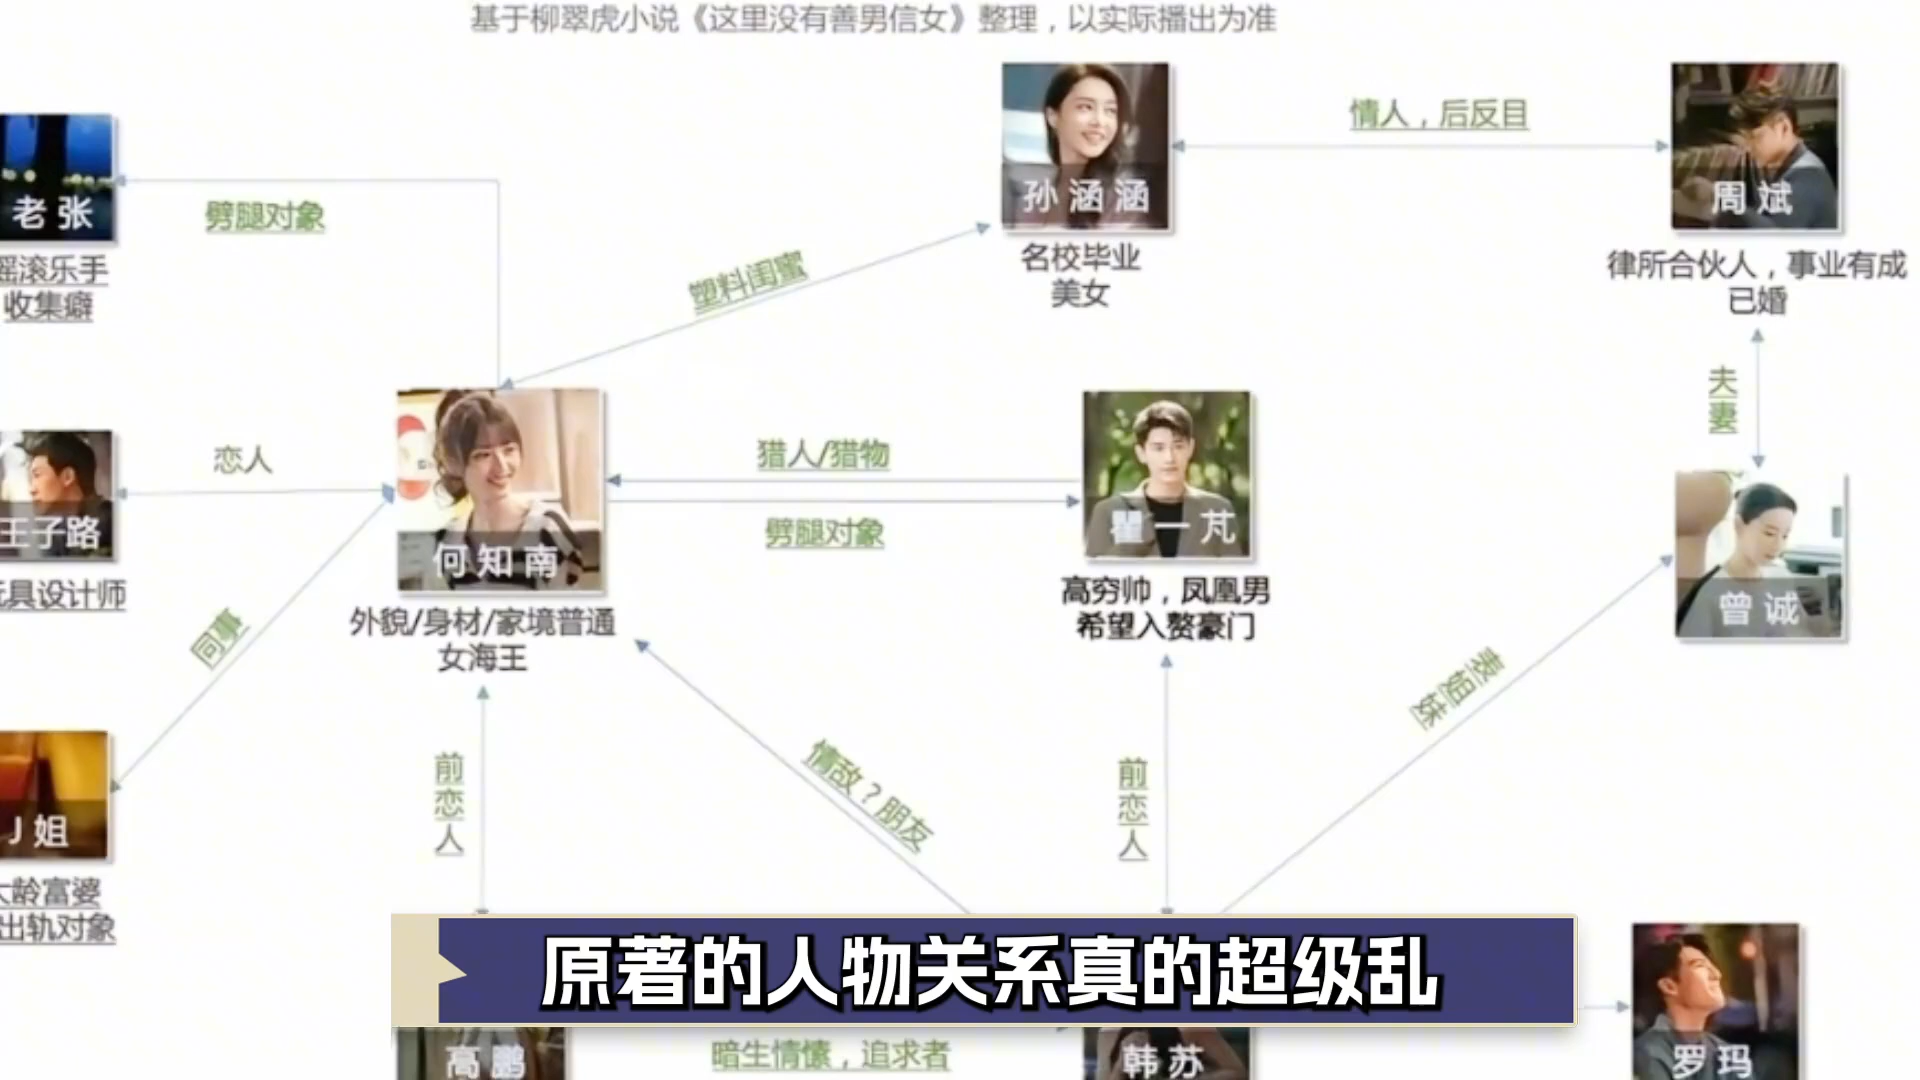 基于柳翠虎小说《这里没有善男信女》整理，以实际播出为准
老张
摇滚乐手
收集癖
劈腿对象
孙涵涵
名校毕业
美女
情人，后反目
周斌
律所合伙人，事业有成
已婚
塑料闺蜜
夫妻
王子路
玩具设计师
恋人
何知南
外貌/身材/家境普通
女海王
猎人/猎物
劈腿对象
瞿一芃
高穷帅，凤凰男
希望入赘豪门
曾诚
同事
表姐妹
J姐
大龄富婆
出轨对象
前恋人
情敌？朋友
前恋人
原著的人物关系真的超级乱
高鹏
暗生情愫，追求者
韩苏
罗玛